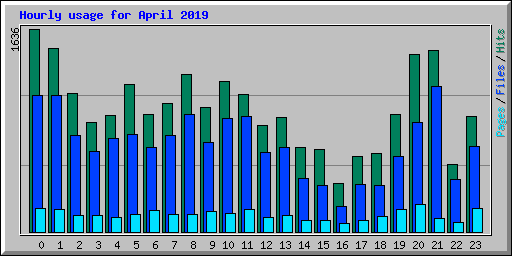 Hourly usage for April 2019
1636
Pages/Files/Hits
0 1 2 3 4 5 6 7 8 9 10 11 12 13 14 15 16 17 18 19 20 21 22 23